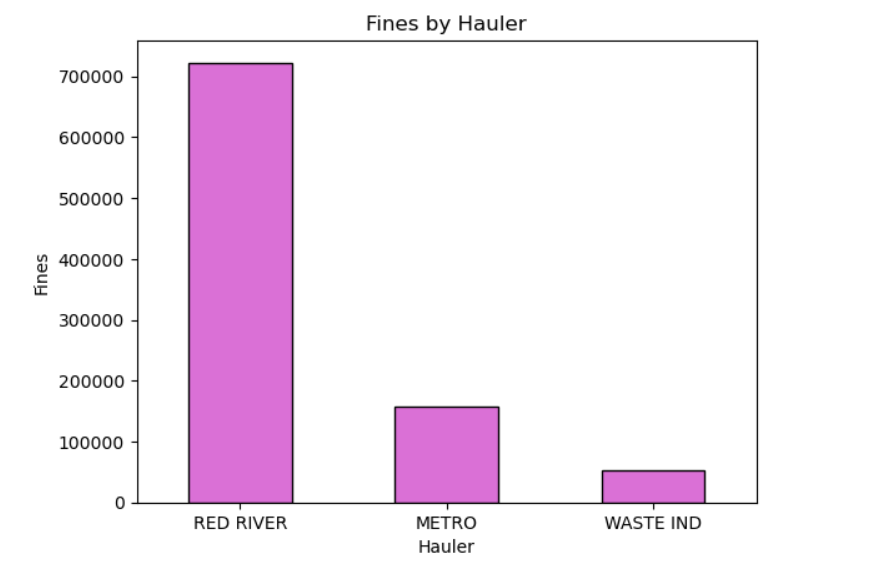 Fines by Hauler
700000
600000
500000
400000
300000
200000
100000
0
Fines
RED RIVER METRO WASTE IND
Hauler